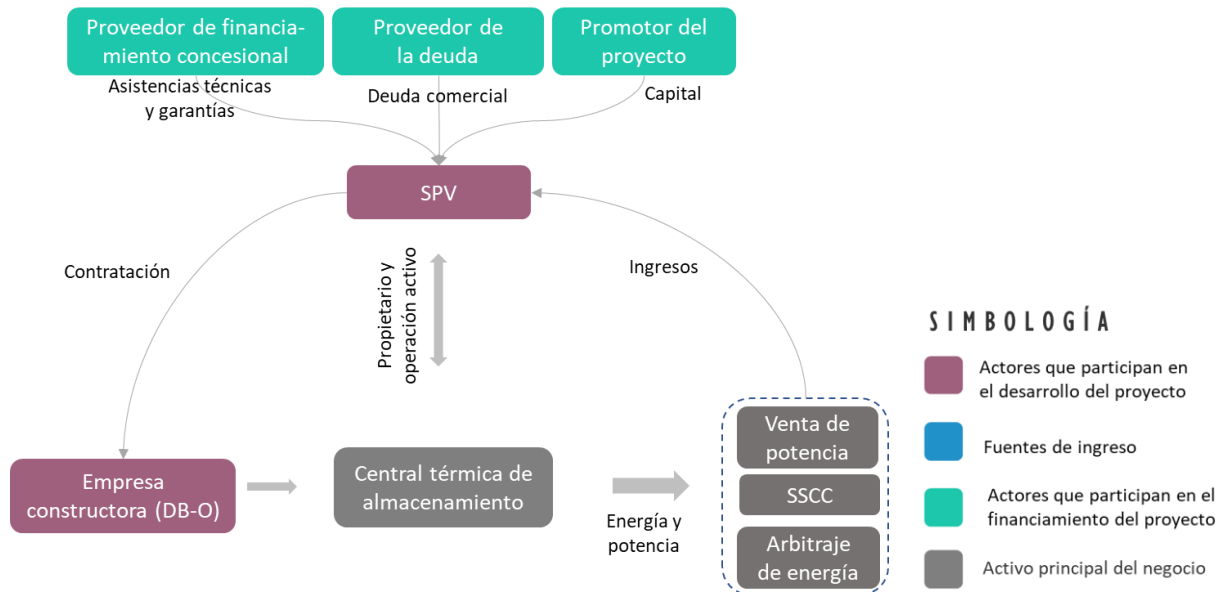 Proveedor de financia-
miento concesional
Proveedor de
la deuda
Promotor del
proyecto
Asistencias técnicas
y garantías
Deuda comercial
Capital
SPV
Contratación
Propietario y
operación activo
Ingresos
Empresa
constructora (DB-O)
Central térmica de
almacenamiento
Energía y
potencia
Venta de
potencia
SSCC
Arbitraje
de energía
SIMBOLOGÍA
Actores que participan en
el desarrollo del proyecto
Fuentes de ingreso
Actores que participan en el
financiamiento del proyecto
Activo principal del negocio